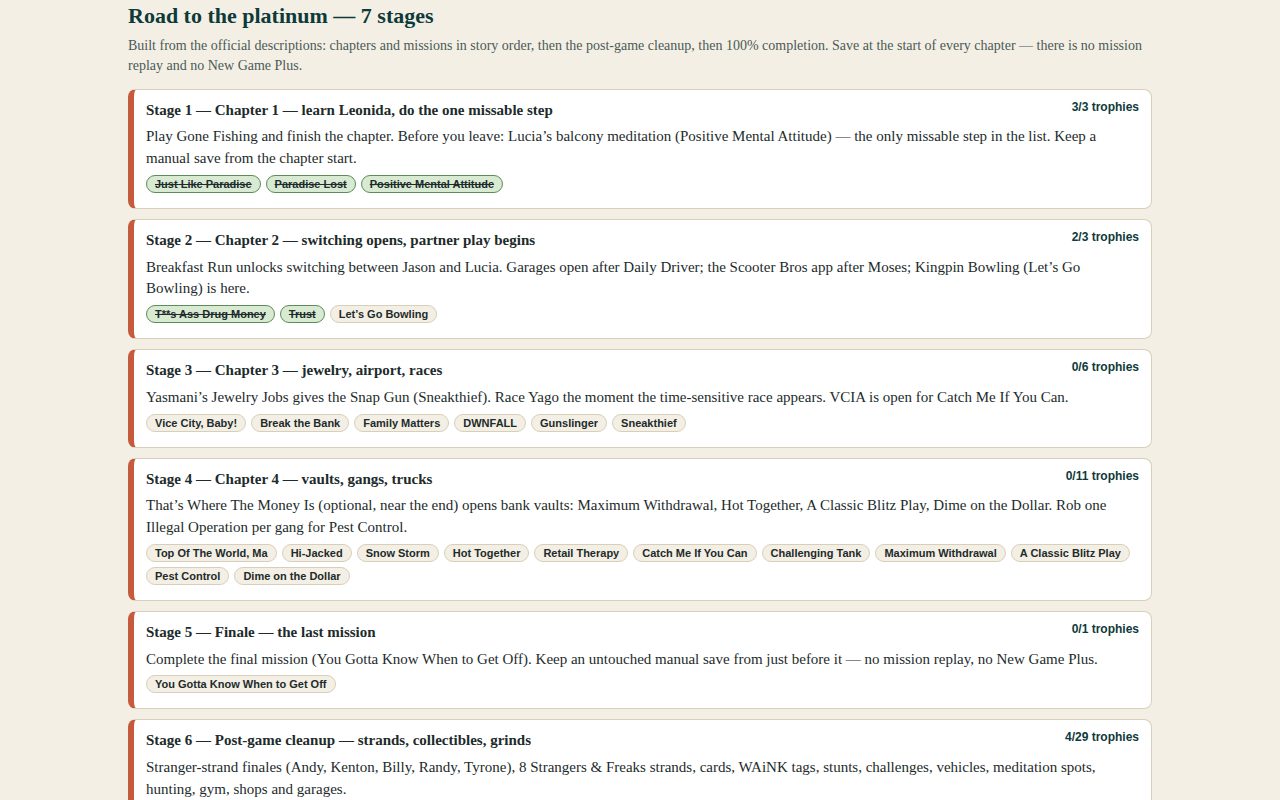 Road to the platinum — 7 stages
Built from the official descriptions: chapters and missions in story order, then the post-game cleanup, then 100% completion. Save at the start of every chapter — there is no mission
replay and no New Game Plus.
Stage 1 — Chapter 1 — learn Leonida, do the one missable step
3/3 trophies
Play Gone Fishing and finish the chapter. Before you leave: Lucia’s balcony meditation (Positive Mental Attitude) — the only missable step in the list. Keep a
manual save from the chapter start.
Just Like Paradise Paradise Lost Positive Mental Attitude
Stage 2 — Chapter 2 — switching opens, partner play begins
2/3 trophies
Breakfast Run unlocks switching between Jason and Lucia. Garages open after Daily Driver; the Scooter Bros app after Moses; Kingpin Bowling (Let’s Go
Bowling) is here.
T**s Ass Drug Money Trust Let’s Go Bowling
Stage 3 — Chapter 3 — jewelry, airport, races
0/6 trophies
Yasmani’s Jewelry Jobs gives the Snap Gun (Sneakthief). Race Yago the moment the time-sensitive race appears. VCIA is open for Catch Me If You Can.
Vice City, Baby! Break the Bank Family Matters DWNFALL Gunslinger Sneakthief
Stage 4 — Chapter 4 — vaults, gangs, trucks
0/11 trophies
That’s Where The Money Is (optional, near the end) opens bank vaults: Maximum Withdrawal, Hot Together, A Classic Blitz Play, Dime on the Dollar. Rob one
Illegal Operation per gang for Pest Control.
Top Of The World, Ma Hi-Jacked Snow Storm Hot Together Retail Therapy Catch Me If You Can Challenging Tank Maximum Withdrawal A Classic Blitz Play
Pest Control Dime on the Dollar
Stage 5 — Finale — the last mission
0/1 trophies
Complete the final mission (You Gotta Know When to Get Off). Keep an untouched manual save from just before it — no mission replay, no New Game Plus.
You Gotta Know When to Get Off
Stage 6 — Post-game cleanup — strands, collectibles, grinds
4/29 trophies
Stranger-strand finales (Andy, Kenton, Billy, Randy, Tyrone), 8 Strangers & Freaks strands, cards, WAiNK tags, stunts, challenges, vehicles, meditation spots,
hunting, gym, shops and garages.